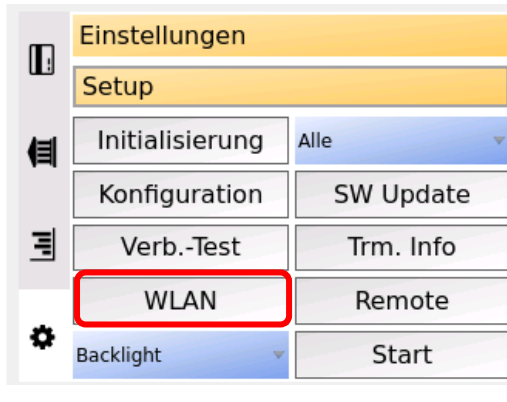 Einstellungen
Setup
Initialisierung Alle
Konfiguration SW Update
Verb.-Test Trm. Info
WLAN Remote
Backlight Start